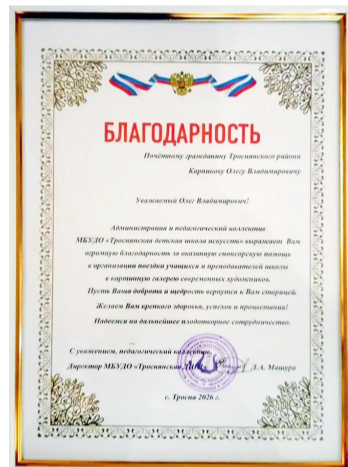 БЛАГОДАРНОСТЬ
Почётному гражданину Троснянского района
Карпикову Олегу Владимировичу
Уважаемый Олег Владимирович!
Администрация и педагогический коллектив
МБУДО «Троснянская детская школа искусств» выражает Вам
огромную благодарность за оказанную спонсорскую помощь
в организации поездки учащихся и преподавателей школы
в картинную галерею современных художников.
Пусть Ваша доброта и щедрость вернутся к Вам сторицей.
Желаем Вам крепкого здоровья, успехов и процветания!
Надеемся на дальнейшее плодотворное сотрудничество.
С уважением, педагогический коллектив,
Директор МБУДО «Троснянская Д.А. Машура
с. Тросна 2026 г.